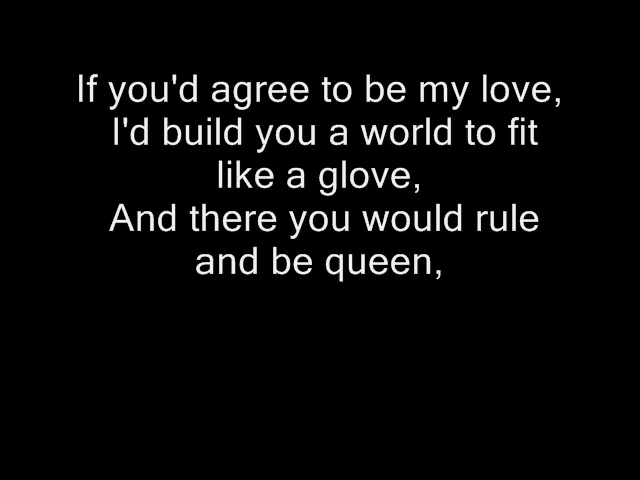 If you'd agree to be my love,
I'd build you a world to fit
like a glove,
And there you would rule
and be queen,